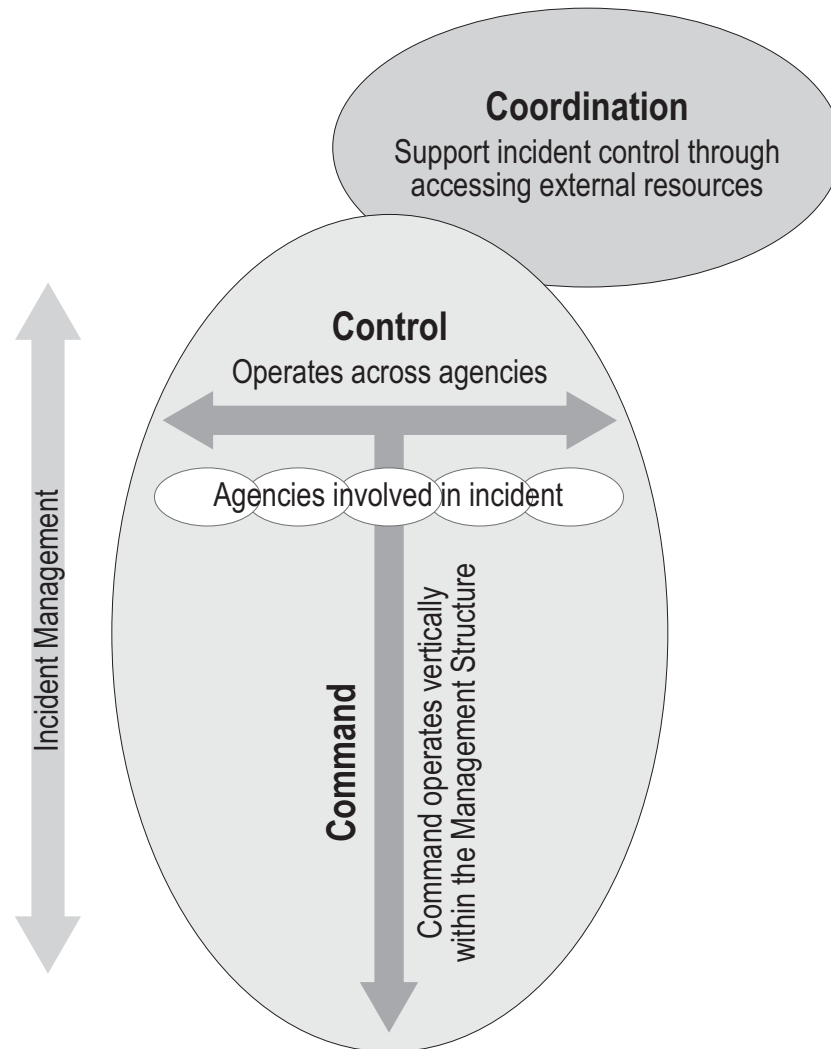 Coordination
Support incident control through
accessing external resources
Control
Operates across agencies
Agencies involved in incident
Incident Management
Command
Command operates vertically
within the Management Structure